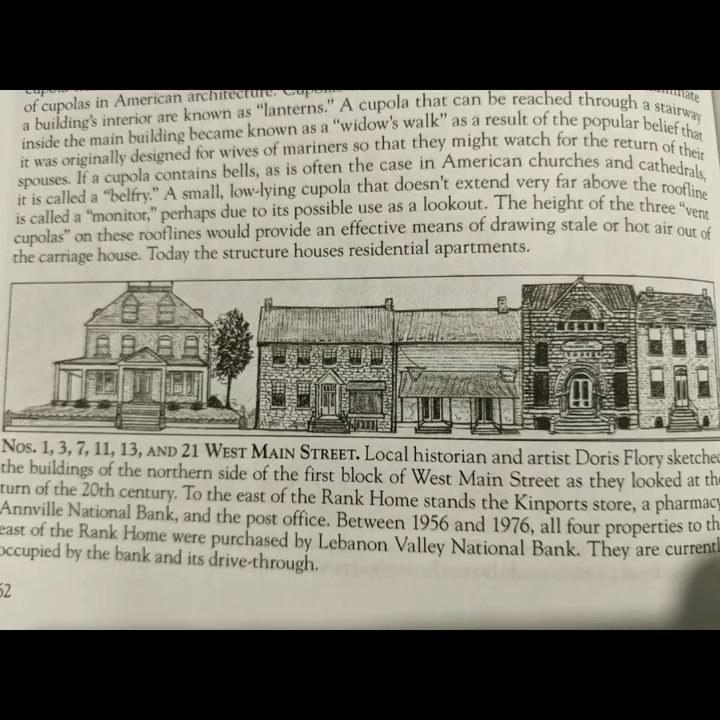 of cupolas in American architecture.
a building's interior are known as "lanterns." A cupola that can be reached through a stairway
inside the main building became known as a "widow's walk" as a result of the popular belief that
it was originally designed for wives of mariners so that they might watch for the return of their
spouses. If a cupola contains bells, as is often the case in American churches and cathedrals,
it is called a "belfry." A small, low-lying cupola that doesn't extend very far above the roofline
is called a "monitor," perhaps due to its possible use as a lookout. The height of the three "vent
cupolas" on these rooflines would provide an effective means of drawing stale or hot air out of
the carriage house. Today the structure houses residential apartments.
Nos. 1, 3, 7, 11, 13, AND 21 WEST MAIN STREET. Local historian and artist Doris Flory sketched
the buildings of the northern side of the first block of West Main Street as they looked at the
turn of the 20th century. To the east of the Rank Home stands the Kinports store, a pharmacy
Annville National Bank, and the post office. Between 1956 and 1976, all four properties to th
east of the Rank Home were purchased by Lebanon Valley National Bank. They are currentl
occupied by the bank and its drive-through.
62